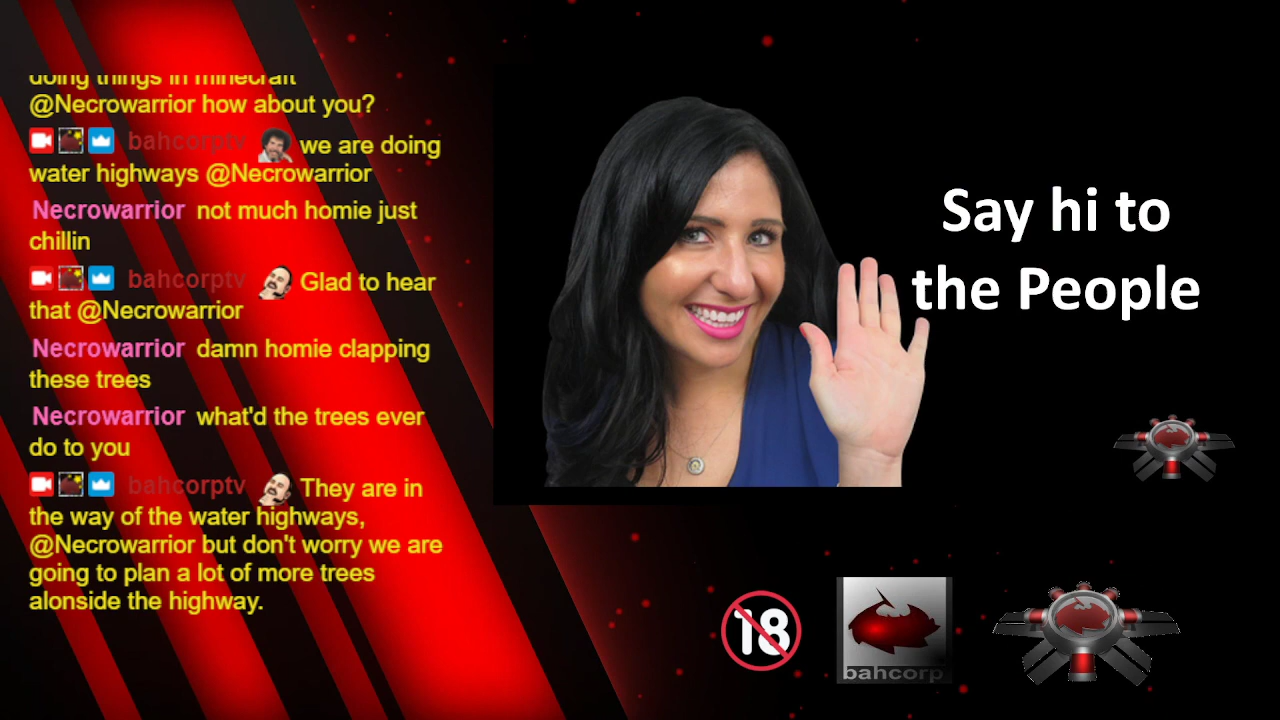 doing things in minecraft
@Necrowarrior how about you?
bahcorptv we are doing
water highways @Necrowarrior
Necrowarrior not much homie just
chillin
bahcorptv Glad to hear
that @Necrowarrior
Necrowarrior damn homie clapping
these trees
Necrowarrior what'd the trees ever
do to you
bahcorptv They are in
the way of the water highways,
@Necrowarrior but don't worry we are
going to plan a lot of more trees
alonside the highway.
Say hi to
the People
18
bahcorp